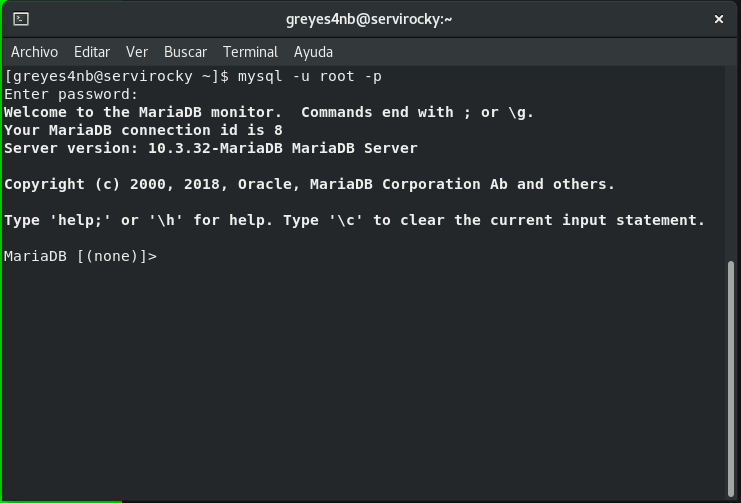 greyes4nb@servirocky:~
Archivo Editar Ver Buscar Terminal Ayuda
[greyes4nb@servirocky ~]$ mysql -u root -p
Enter password:
Welcome to the MariaDB monitor.  Commands end with ; or \g.
Your MariaDB connection id is 8
Server version: 10.3.32-MariaDB MariaDB Server
Copyright (c) 2000, 2018, Oracle, MariaDB Corporation Ab and others.
Type 'help;' or '\h' for help. Type '\c' to clear the current input statement.
MariaDB [(none)]>